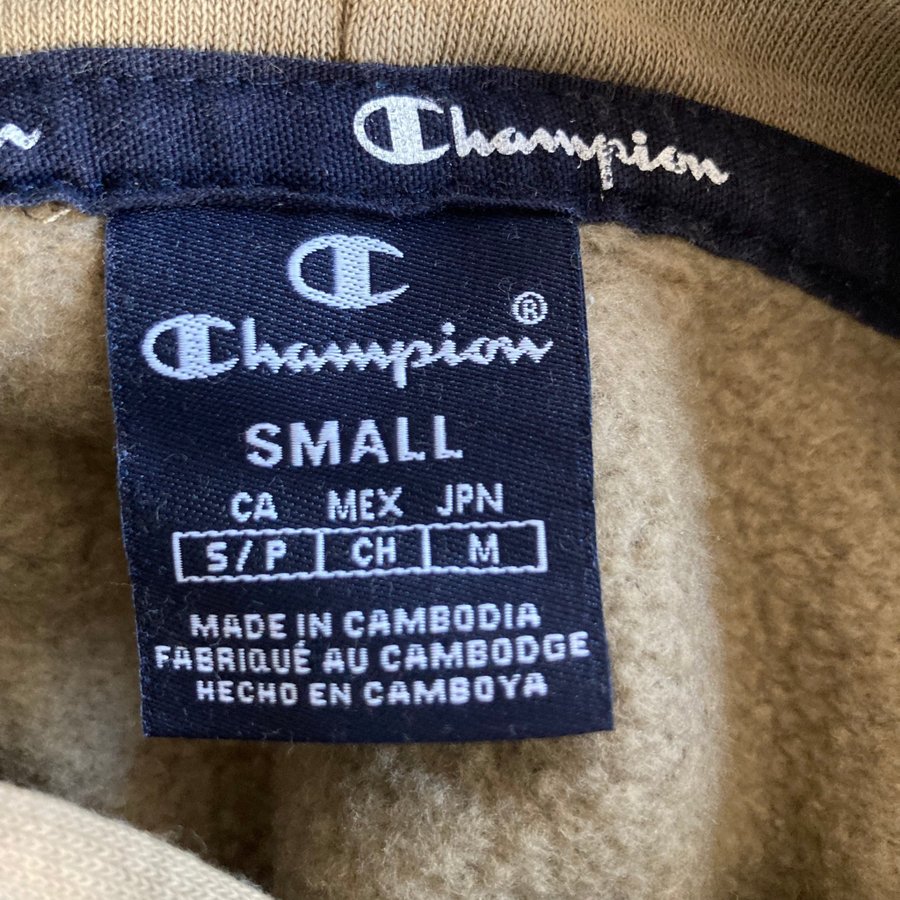 Champion
Champion®
SMALL
CA MEX JPN
S/P CH M
MADE IN CAMBODIA
FABRIQUÉ AU CAMBODGE
HECHO EN CAMBOYA